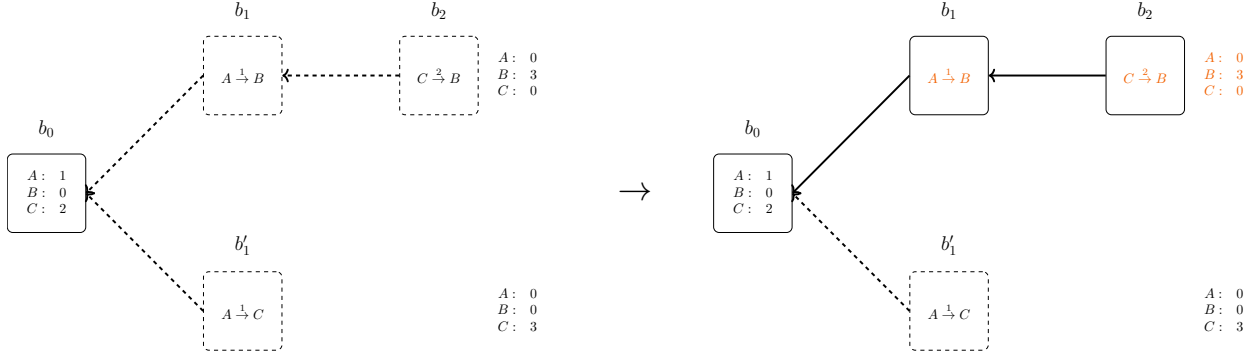 b₁ b₂
A →¹ B C →² B
A : 0
B : 3
C : 0
b₀
A : 1
B : 0
C : 2
b′₁
A →¹ C
A : 0
B : 0
C : 3
→
b₁ b₂
A →¹ B C →² B
A : 0
B : 3
C : 0
b₀
A : 1
B : 0
C : 2
b′₁
A →¹ C
A : 0
B : 0
C : 3